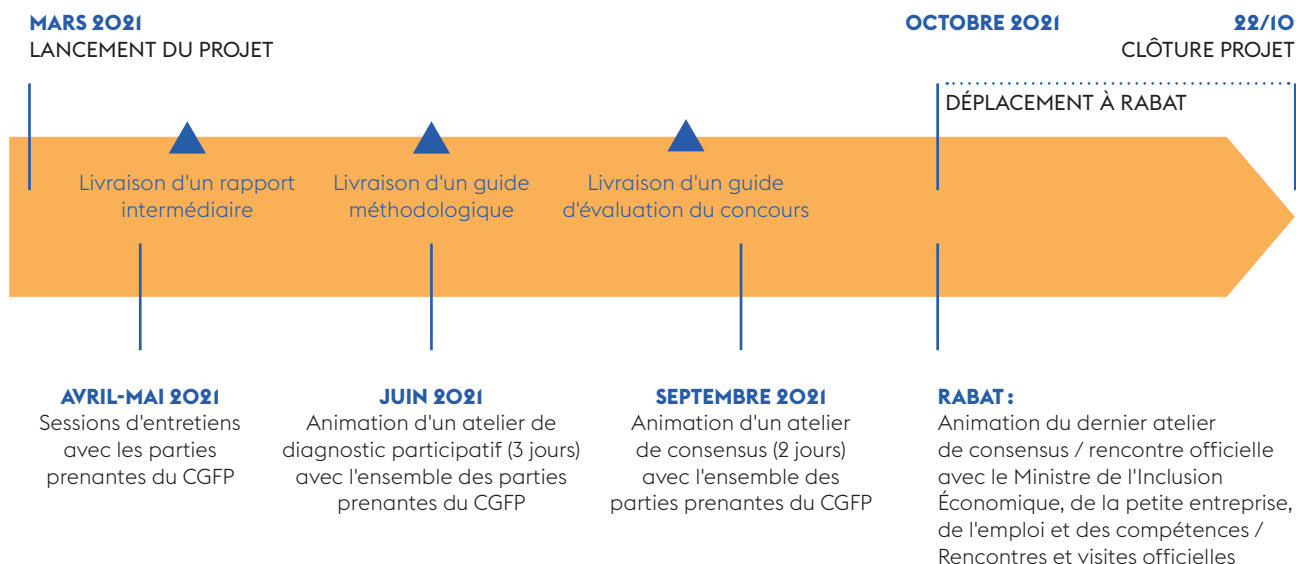 MARS 2021
LANCEMENT DU PROJET
OCTOBRE 2021
22/10
CLÔTURE PROJET
DÉPLACEMENT À RABAT
Livraison d'un rapport
intermédiaire
Livraison d'un guide
méthodologique
Livraison d'un guide
d'évaluation du concours
AVRIL-MAI 2021
Sessions d'entretiens
avec les parties
prenantes du CGFP
JUIN 2021
Animation d'un atelier de
diagnostic participatif (3 jours)
avec l'ensemble des parties
prenantes du CGFP
SEPTEMBRE 2021
Animation d'un atelier
de consensus (2 jours)
avec l'ensemble des
parties prenantes du CGFP
RABAT :
Animation du dernier atelier
de consensus / rencontre officielle
avec le Ministre de l'Inclusion
Économique, de la petite entreprise,
de l'emploi et des compétences /
Rencontres et visites officielles